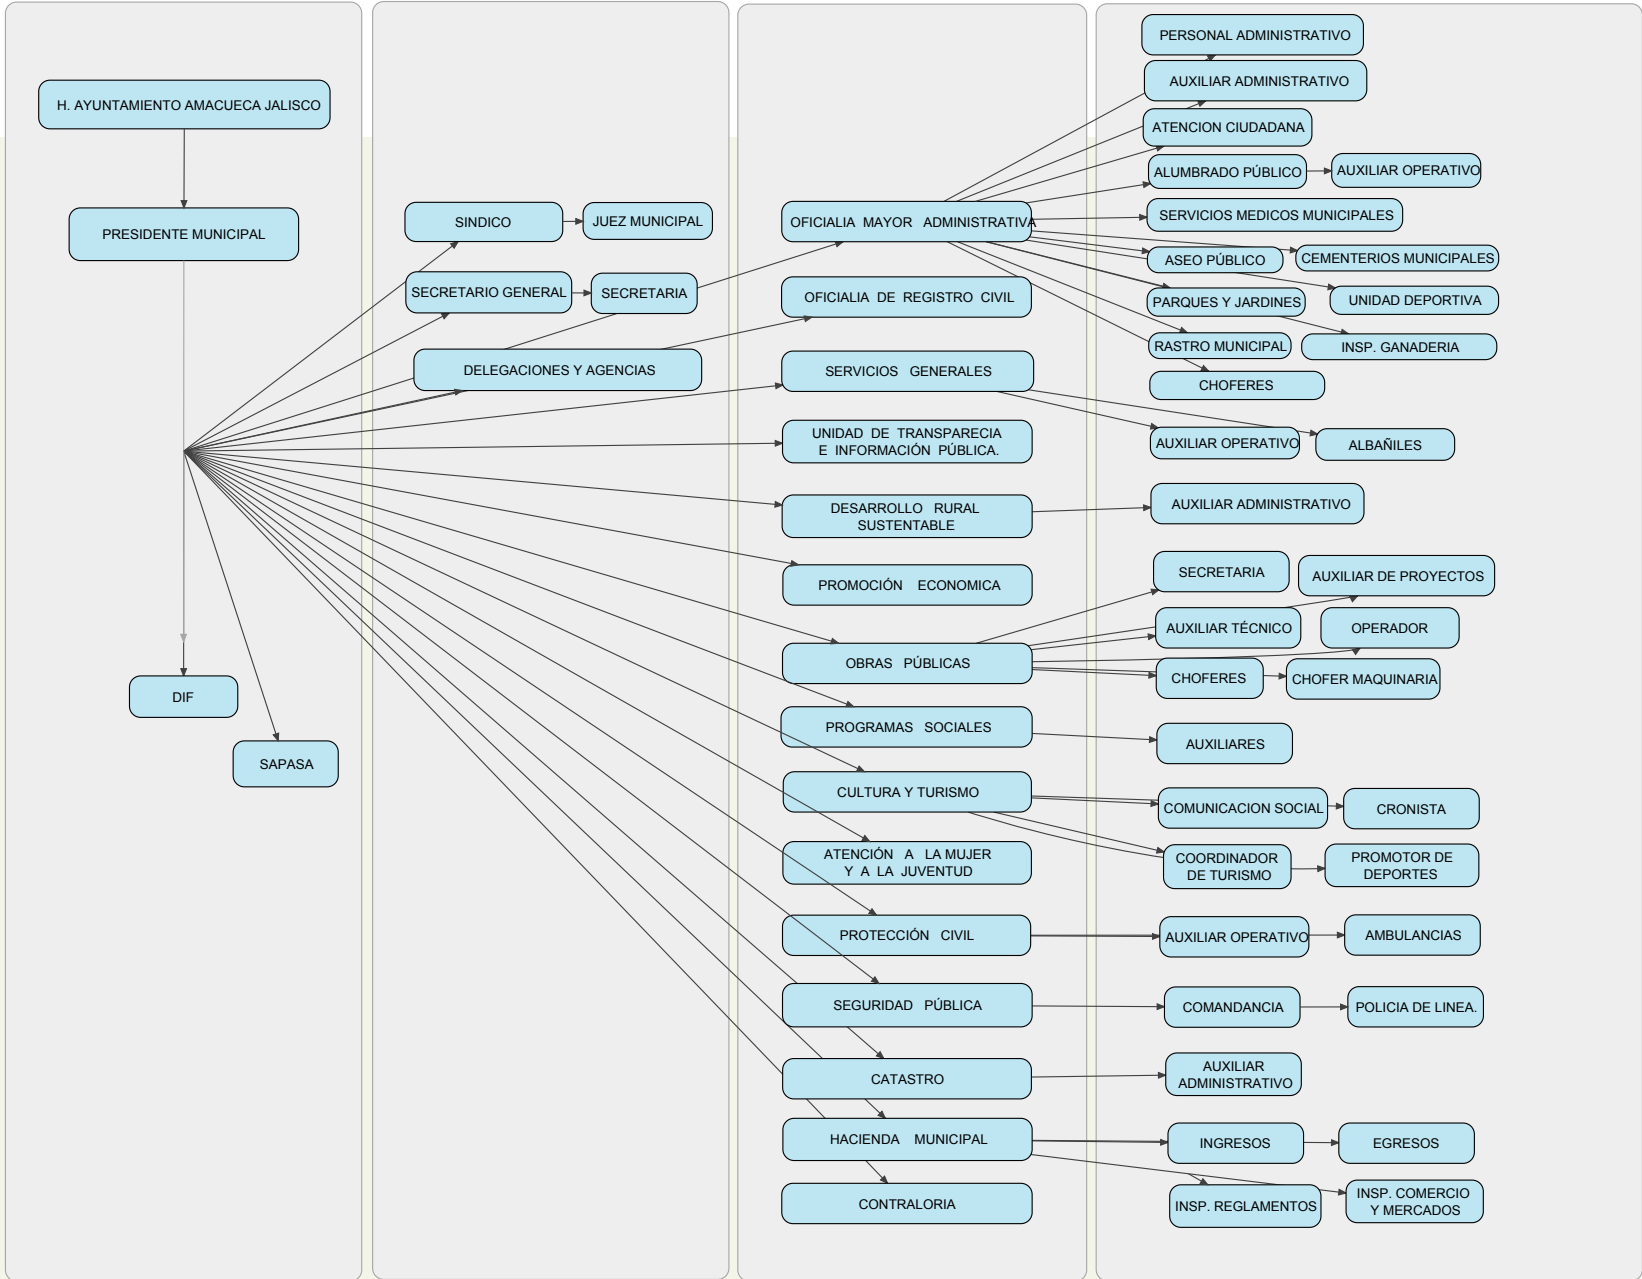 H. AYUNTAMIENTO AMACUECA JALISCO
PRESIDENTE MUNICIPAL
DIF
SAPASA
SINDICO
JUEZ MUNICIPAL
SECRETARIO GENERAL
SECRETARIA
DELEGACIONES Y AGENCIAS
OFICIALIA MAYOR ADMINISTRATIVA
OFICIALIA DE REGISTRO CIVIL
SERVICIOS GENERALES
UNIDAD DE TRANSPARECIA
E INFORMACIÓN PÚBLICA.
DESARROLLO RURAL
SUSTENTABLE
PROMOCIÓN ECONOMICA
OBRAS PÚBLICAS
PROGRAMAS SOCIALES
CULTURA Y TURISMO
ATENCIÓN A LA MUJER
Y A LA JUVENTUD
PROTECCIÓN CIVIL
SEGURIDAD PÚBLICA
CATASTRO
HACIENDA MUNICIPAL
CONTRALORIA
PERSONAL ADMINISTRATIVO
AUXILIAR ADMINISTRATIVO
ATENCION CIUDADANA
ALUMBRADO PÚBLICO
AUXILIAR OPERATIVO
SERVICIOS MEDICOS MUNICIPALES
ASEO PÚBLICO
CEMENTERIOS MUNICIPALES
PARQUES Y JARDINES
UNIDAD DEPORTIVA
RASTRO MUNICIPAL
INSP. GANADERIA
CHOFERES
AUXILIAR OPERATIVO
ALBAÑILES
AUXILIAR ADMINISTRATIVO
SECRETARIA
AUXILIAR DE PROYECTOS
AUXILIAR TÉCNICO
OPERADOR
CHOFERES
CHOFER MAQUINARIA
AUXILIARES
COMUNICACION SOCIAL
CRONISTA
COORDINADOR
DE TURISMO
PROMOTOR DE
DEPORTES
AUXILIAR OPERATIVO
AMBULANCIAS
COMANDANCIA
POLICIA DE LINEA.
AUXILIAR
ADMINISTRATIVO
INGRESOS
EGRESOS
INSP. REGLAMENTOS
INSP. COMERCIO
Y MERCADOS